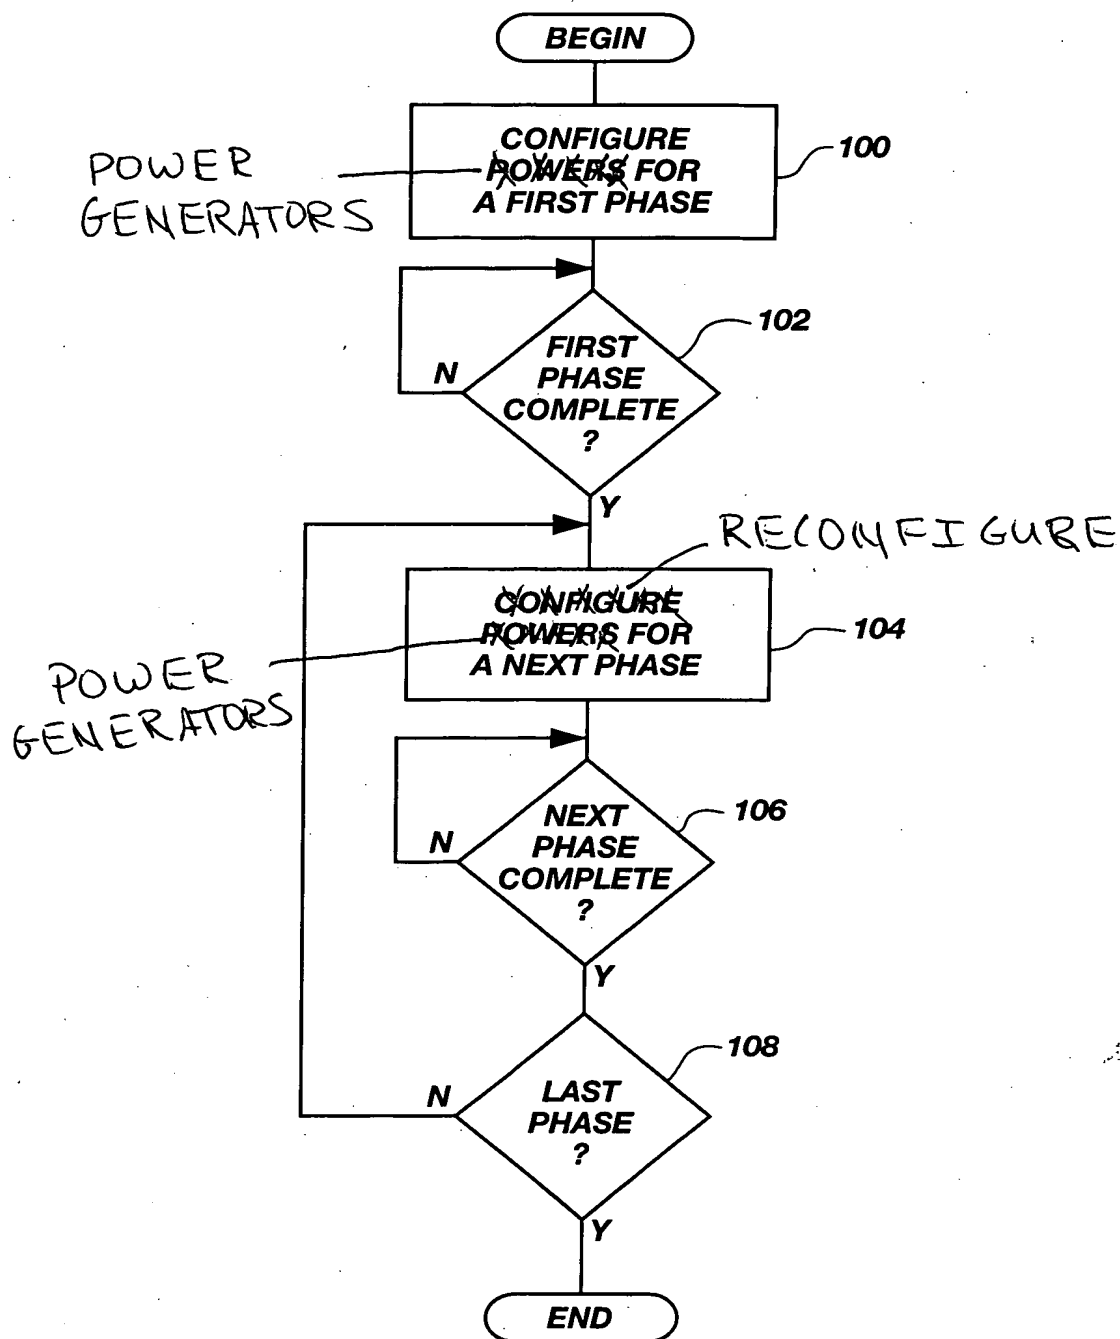 BEGIN
CONFIGURE
POWERS FOR
A FIRST PHASE
100
POWER
GENERATORS
102
FIRST
PHASE
COMPLETE
?
N
Y
RECOMFIGURE
CONFIGURE
POWERS FOR
A NEXT PHASE
104
POWER
GENERATORS
106
NEXT
PHASE
COMPLETE
?
N
Y
108
LAST
PHASE
?
N
Y
END